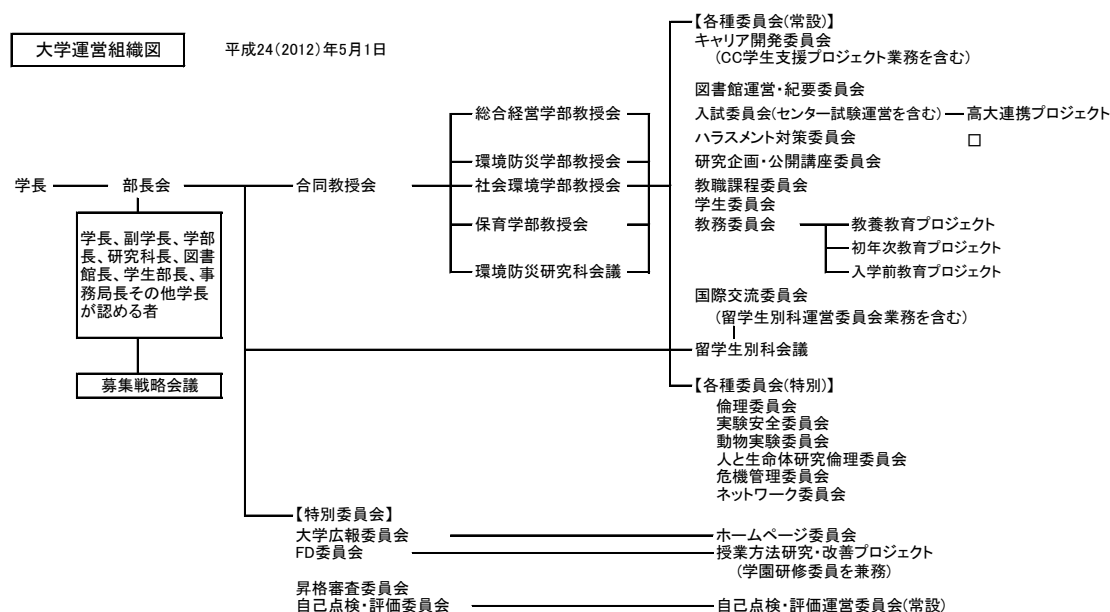 大学運営組織図
平成24(2012)年5月1日
【各種委員会(常設)】
キャリア開発委員会
(CC学生支援プロジェクト業務を含む)
図書館運営・紀要委員会
総合経営学部教授会
入試委員会(センター試験運営を含む)
高大連携プロジェクト
ハラスメント対策委員会
環境防災学部教授会
研究企画・公開講座委員会
学長
部長会
合同教授会
社会環境学部教授会
教職課程委員会
学生委員会
保育学部教授会
教務委員会
教養教育プロジェクト
初年次教育プロジェクト
環境防災研究科会議
入学前教育プロジェクト
学長、副学長、学部
長、研究科長、図書
館長、学生部長、事
務局長その他学長
が認める者
国際交流委員会
(留学生別科運営委員会業務を含む)
留学生別科会議
募集戦略会議
【各種委員会(特別)】
倫理委員会
実験安全委員会
動物実験委員会
人と生命体研究倫理委員会
危機管理委員会
ネットワーク委員会
【特別委員会】
大学広報委員会
ホームページ委員会
FD委員会
授業方法研究・改善プロジェクト
(学園研修委員を兼務)
昇格審査委員会
自己点検・評価委員会
自己点検・評価運営委員会(常設)